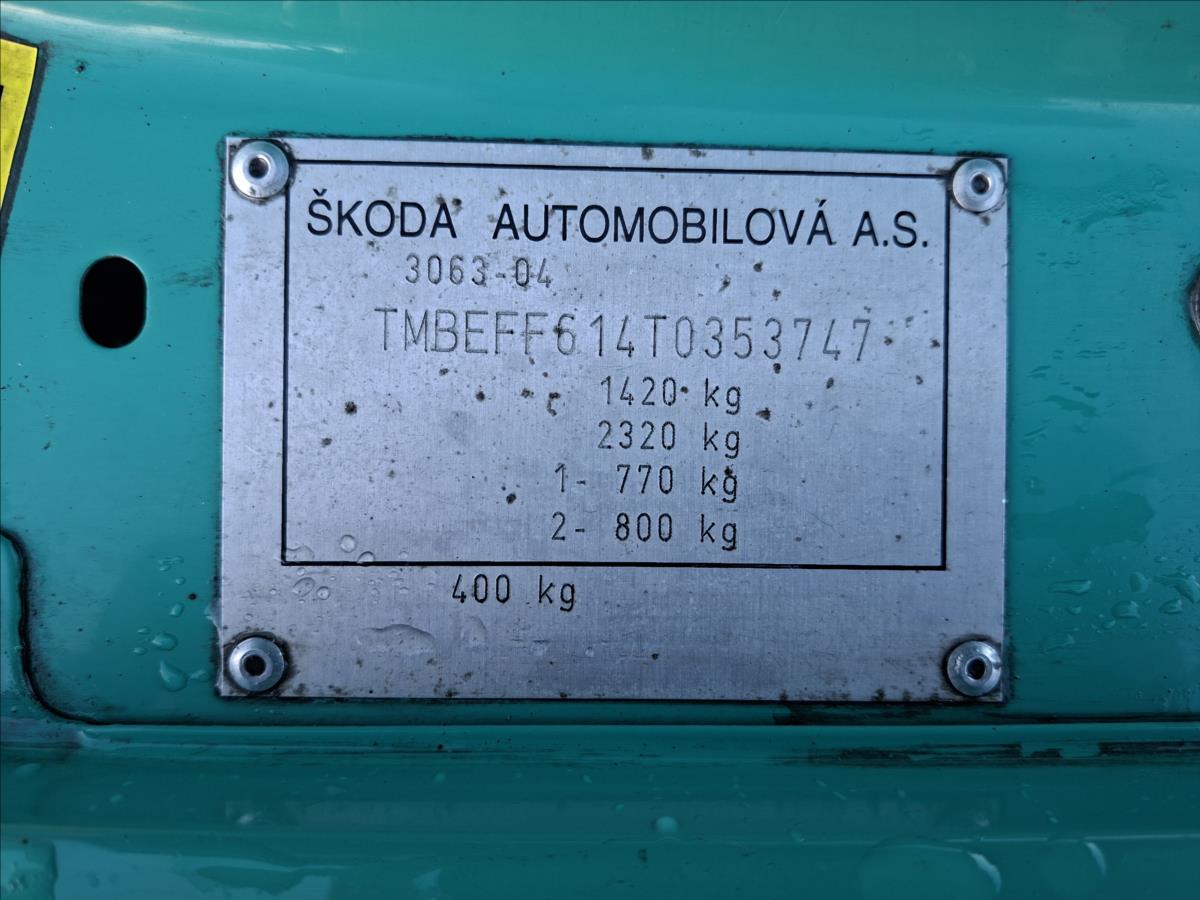 ŠKODA AUTOMOBILOVÁ A.S.
3063-04
TMBEFF614T0353747
1420 kg
2320 kg
1- 770 kg
2- 800 kg
400 kg